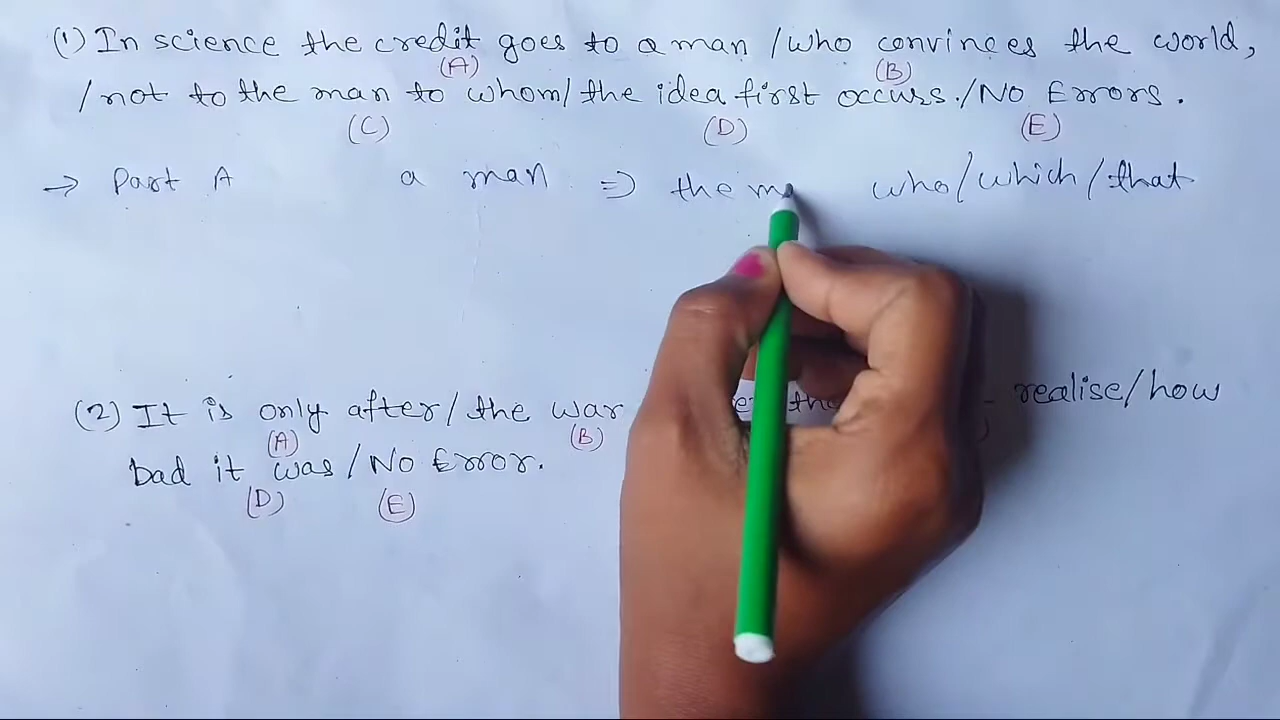 (1) In science the credit goes to a man / who convinces the world,
(A) (B)
/ not to the man to whom / the idea first occurs. / No Errors.
(C) (D) (E)
→ Part A a man ⇒ the ma who/which/that
(2) It is only after / the war realise / how
(A) (B)
bad it was / No Error.
(D) (E)